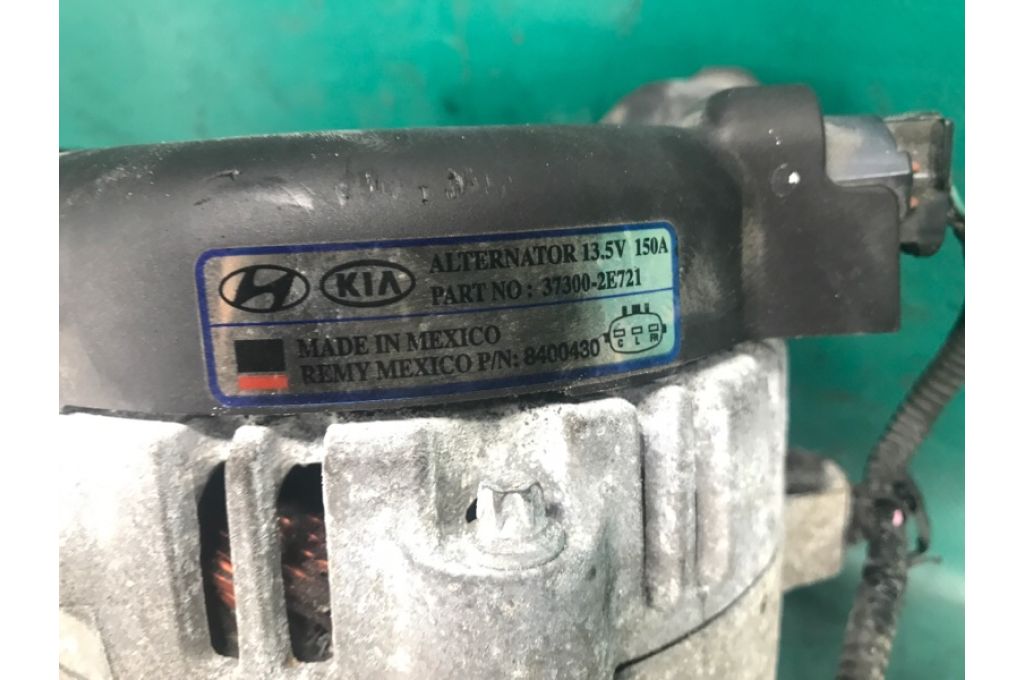 ALTERNATOR 13.5V 150A
KIA
PART NO : 37300-2E721
MADE IN MEXICO
REMY MEXICO P/N: 8400430
C L FR